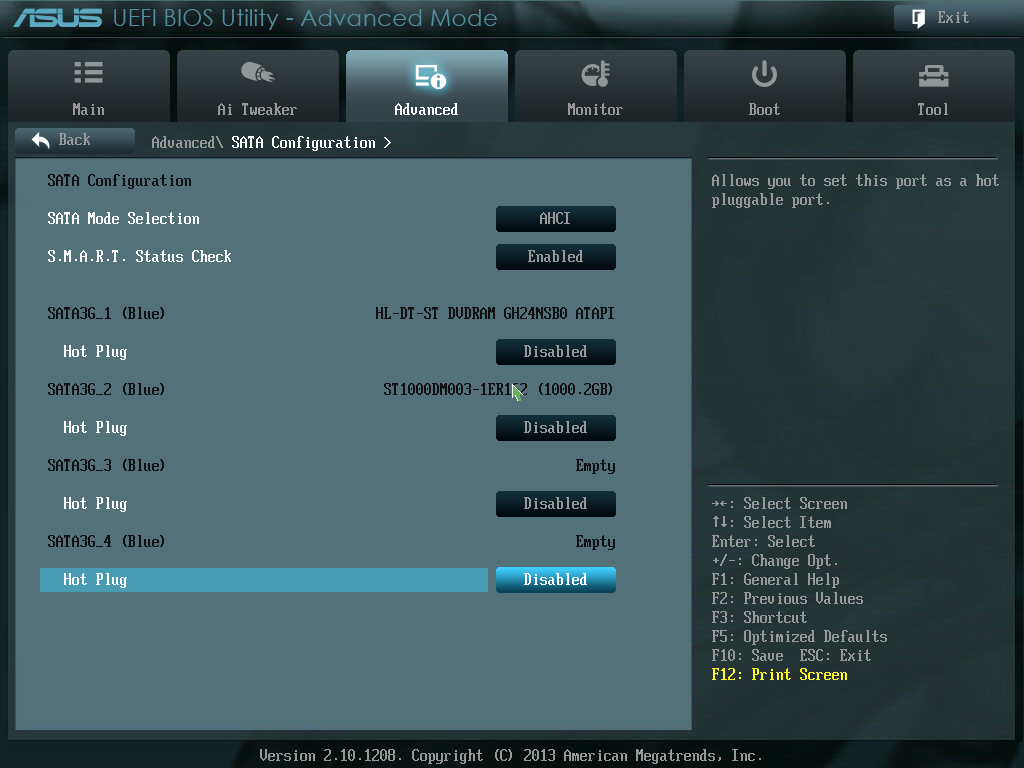 ASUS UEFI BIOS Utility - Advanced Mode
Exit
Main
Ai Tweaker
Advanced
Monitor
Boot
Tool
Back
Advanced\ SATA Configuration >
SATA Configuration
SATA Mode Selection AHCI
S.M.A.R.T. Status Check Enabled
SATA3G_1 (Blue) HL-DT-ST DVDRAM GH24NSB0 ATAPI
Hot Plug Disabled
SATA3G_2 (Blue) (1000.2GB)
Hot Plug Disabled
SATA3G_3 (Blue) Empty
Hot Plug Disabled
SATA3G_4 (Blue) Empty
Hot Plug Disabled
Allows you to set this port as a hot
pluggable port.
→←: Select Screen
↑↓: Select Item
Enter: Select
+/-: Change Opt.
F1: General Help
F2: Previous Values
F3: Shortcut
F5: Optimized Defaults
F10: Save ESC: Exit
F12: Print Screen
Version 2.10.1208. Copyright (C) 2013 American Megatrends, Inc.